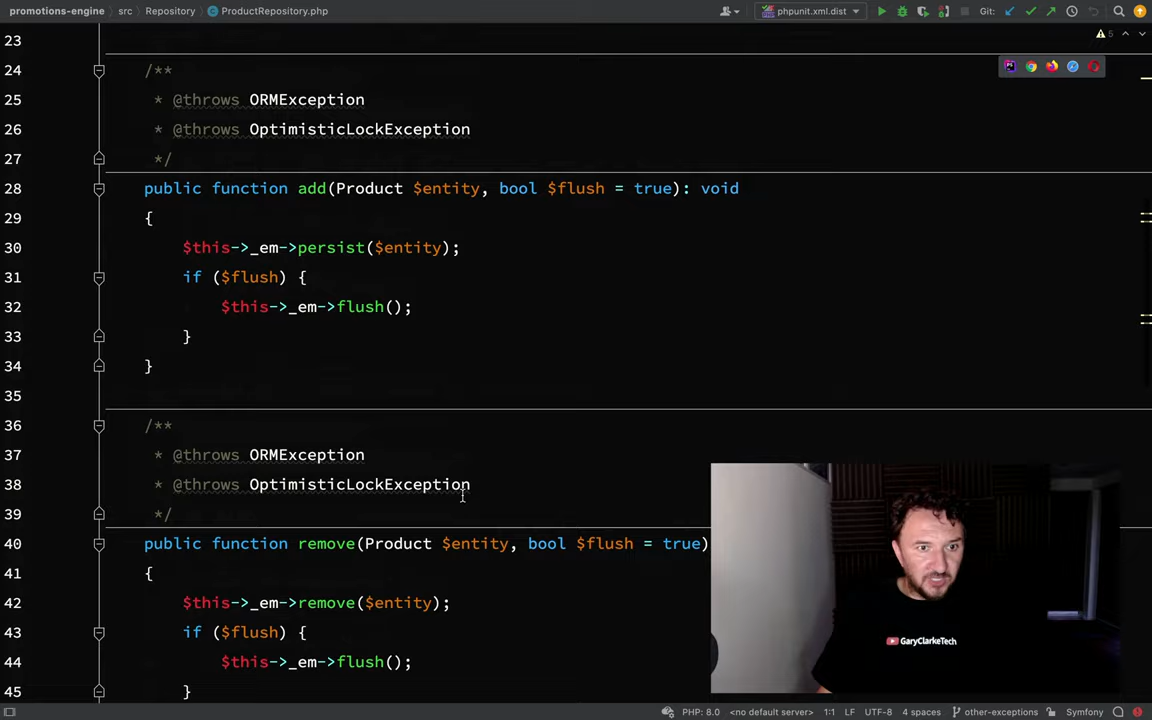 promotions-engine > src > Repository > ProductRepository.php
phpunit.xml.dist
Git:
5
23
24 /**
25 * @throws ORMException
26 * @throws OptimisticLockException
27 */
28 public function add(Product $entity, bool $flush = true): void
29 {
30 $this->_em->persist($entity);
31 if ($flush) {
32 $this->_em->flush();
33 }
34 }
35
36 /**
37 * @throws ORMException
38 * @throws OptimisticLockException
39 */
40 public function remove(Product $entity, bool $flush = true)
41 {
42 $this->_em->remove($entity);
43 if ($flush) {
44 $this->_em->flush();
45 }
GaryClarkeTech
PHP: 8.0 <no default server> 1:1 LF UTF-8 4 spaces other-exceptions Symfony